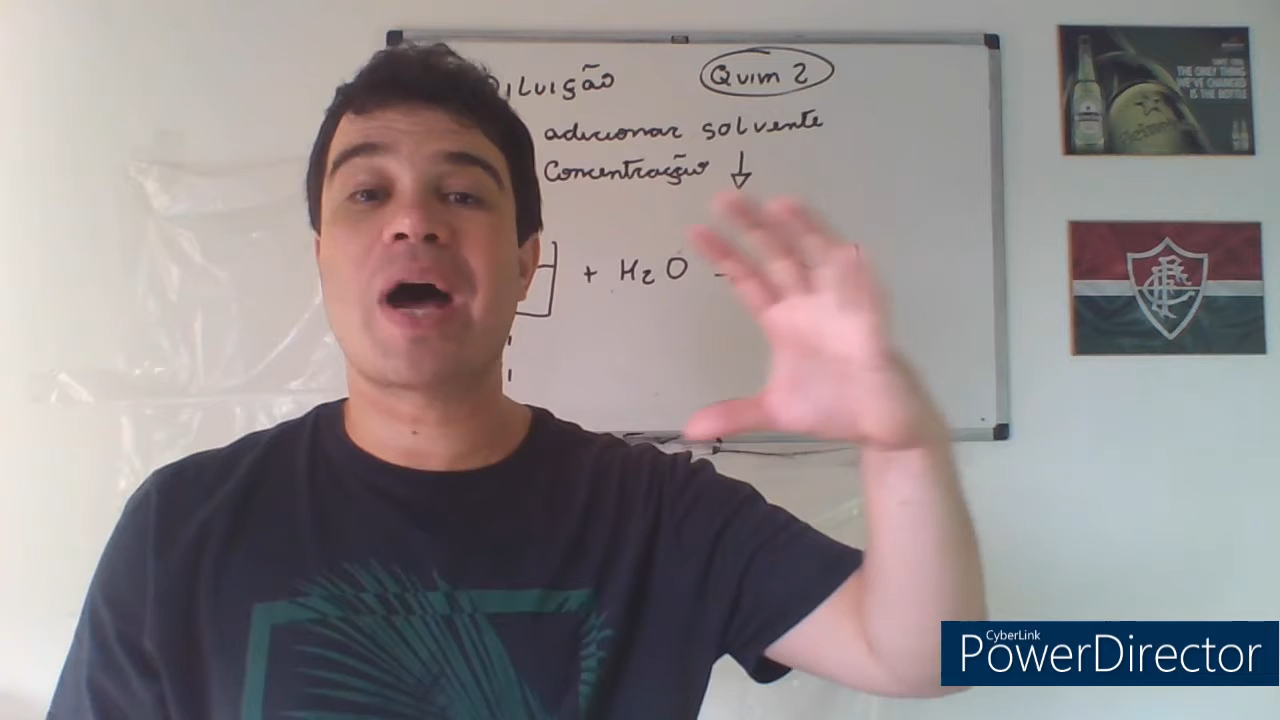 Diluição
Quim 2
adicionar solvente
Concentração ↓
+ H2O
THE ONLY THING
WE'VE CHANGED
IS THE BOTTLE
CyberLink
PowerDirector